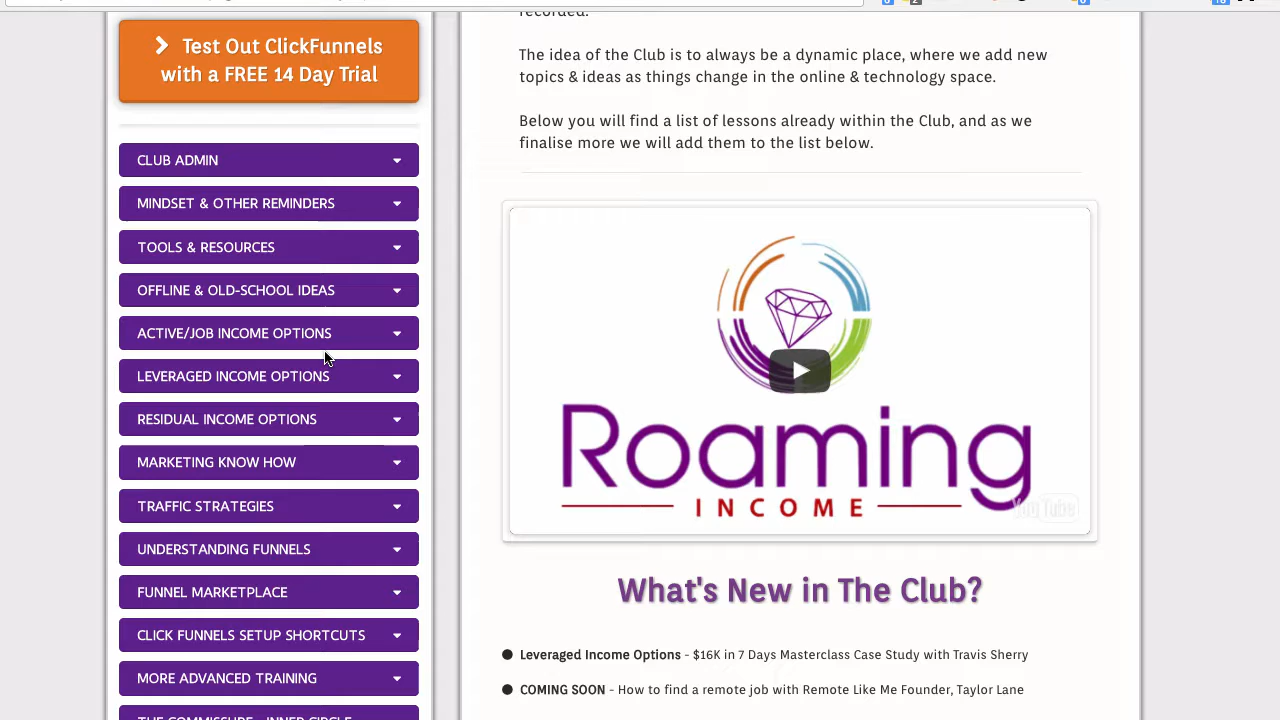 Test Out ClickFunnels
with a FREE 14 Day Trial
CLUB ADMIN
MINDSET & OTHER REMINDERS
TOOLS & RESOURCES
OFFLINE & OLD-SCHOOL IDEAS
ACTIVE/JOB INCOME OPTIONS
LEVERAGED INCOME OPTIONS
RESIDUAL INCOME OPTIONS
MARKETING KNOW HOW
TRAFFIC STRATEGIES
UNDERSTANDING FUNNELS
FUNNEL MARKETPLACE
CLICK FUNNELS SETUP SHORTCUTS
MORE ADVANCED TRAINING
recorded.
The idea of the Club is to always be a dynamic place, where we add new
topics & ideas as things change in the online & technology space.
Below you will find a list of lessons already within the Club, and as we
finalise more we will add them to the list below.
Roaming
INCOME
YouTube
What's New in The Club?
Leveraged Income Options - $16K in 7 Days Masterclass Case Study with Travis Sherry
COMING SOON - How to find a remote job with Remote Like Me Founder, Taylor Lane